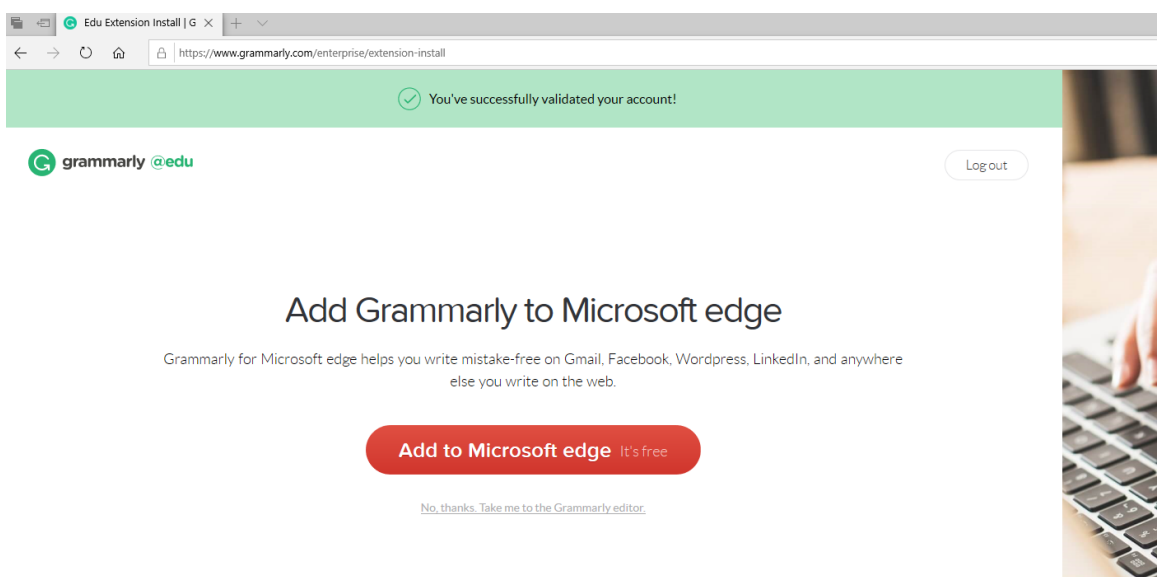 Edu Extension Install | G
https://www.grammarly.com/enterprise/extension-install
You've successfully validated your account!
grammarly @edu
Log out
Add Grammarly to Microsoft edge
Grammarly for Microsoft edge helps you write mistake-free on Gmail, Facebook, Wordpress, LinkedIn, and anywhere
else you write on the web.
Add to Microsoft edge It's free
No, thanks. Take me to the Grammarly editor.